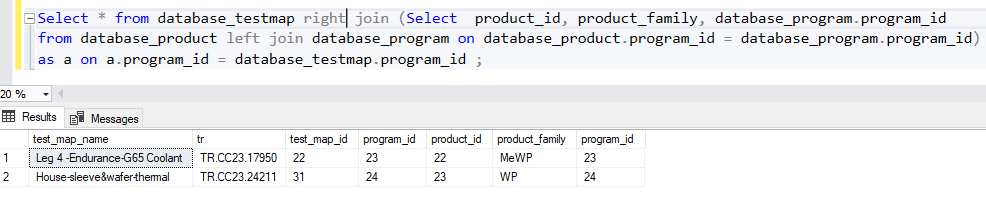 Select * from database_testmap right join (Select product_id, product_family, database_program.program_id
from database_product left join database_program on database_product.program_id = database_program.program_id)
as a on a.program_id = database_testmap.program_id ;
20 %
Results Messages
test_map_name tr test_map_id program_id product_id product_family program_id
1 Leg 4 -Endurance-G65 Coolant TR.CC23.17950 22 23 22 MeWP 23
2 House-sleeve&wafer-thermal TR.CC23.24211 31 24 23 WP 24